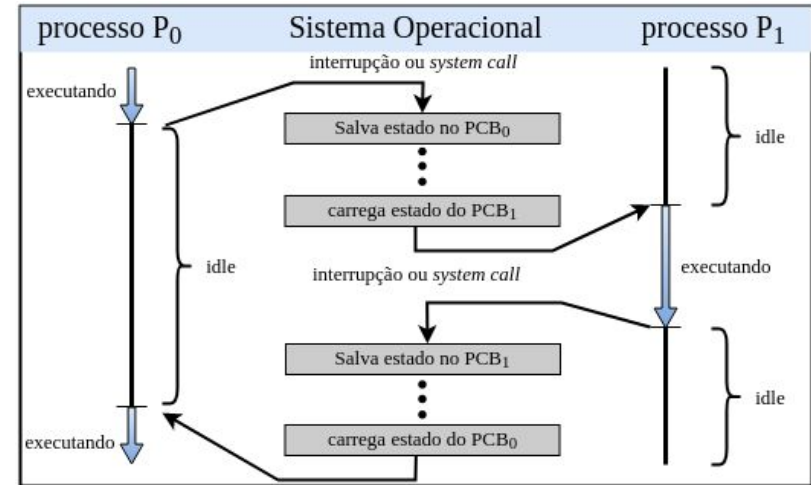 processo P₀ Sistema Operacional processo P₁
interrupção ou system call
executando
Salva estado no PCB₀
idle
carrega estado do PCB₁
idle
executando
interrupção ou system call
Salva estado no PCB₁
idle
executando
carrega estado do PCB₀